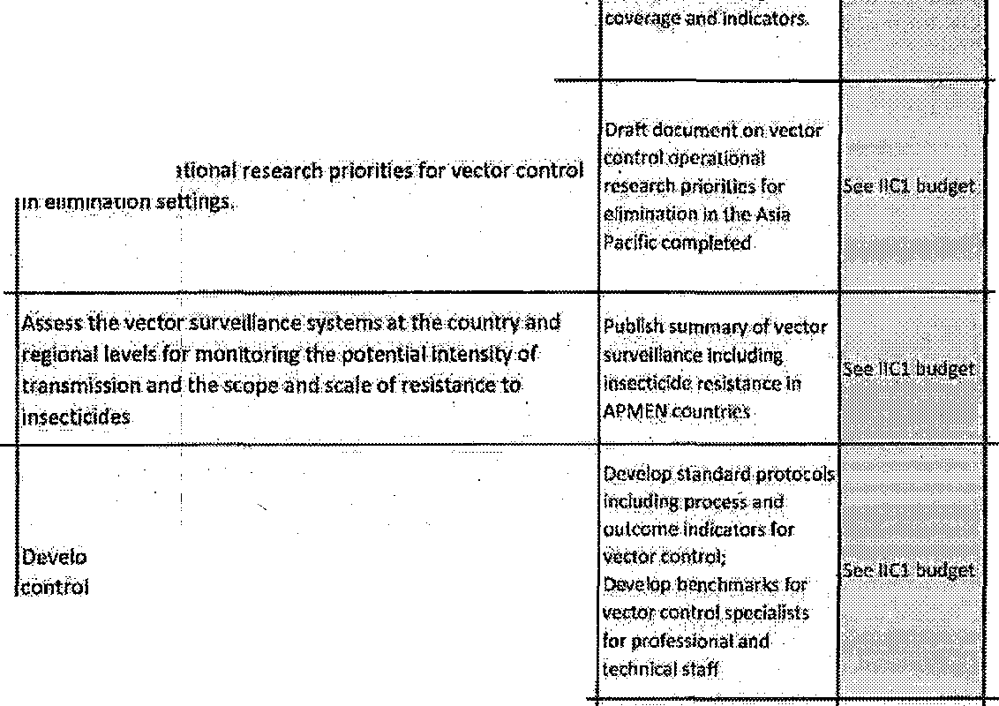 coverage and indicators.
ational research priorities for vector control
in elimination settings.
Draft document on vector
control operational
research priorities for
elimination in the Asia
Pacific completed
See IIC1 budget
Assess the vector surveillance systems at the country and
regional levels for monitoring the potential intensity of
transmission and the scope and scale of resistance to
insecticides
Publish summary of vector
surveillance including
insecticide resistance in
APMEN countries
See IIC1 budget
Develo
control
Develop standard protocols
including process and
outcome indicators for
vector control;
Develop benchmarks for
vector control specialists
for professional and
technical staff
See IIC1 budget